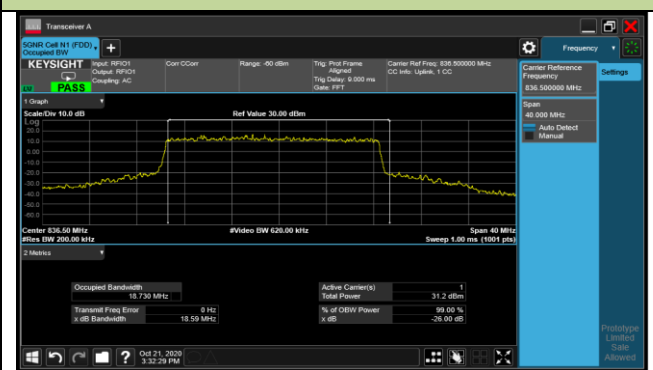 Transceiver A
5GNR Cell N1 (FDD)
Occupied BW
Frequency
KEYSIGHT
Input: RFIO1
Output: RFIO1
Coupling: AC
Corr CCorr
Range: -60 dBm
Trig: Prot Frame
Aligned
Trig Delay: 9.000 ms
Gate: FFT
Carrier Ref Freq: 836.500000 MHz
CC Info: Uplink, 1 CC
PASS
Carrier Reference
Frequency
836.500000 MHz
Settings
Span
40.000 MHz
Auto Detect
Manual
1 Graph
Scale/Div 10.0 dB
Ref Value 30.00 dBm
Log
20.0
10.0
0.00
-10.0
-20.0
-30.0
-40.0
-50.0
-60.0
Center 836.50 MHz
#Video BW 620.00 kHz
Span 40 MHz
#Res BW 200.00 kHz
Sweep 1.00 ms (1001 pts)
2 Metrics
Occupied Bandwidth
18.730 MHz
Active Carrier(s) 1
Total Power 31.2 dBm
Transmit Freq Error 0 Hz
x dB Bandwidth 18.59 MHz
% of OBW Power 99.00 %
x dB -26.00 dB
Prototype
Limited
Sale
Allowed
?
Oct 21, 2020
3:32:29 PM